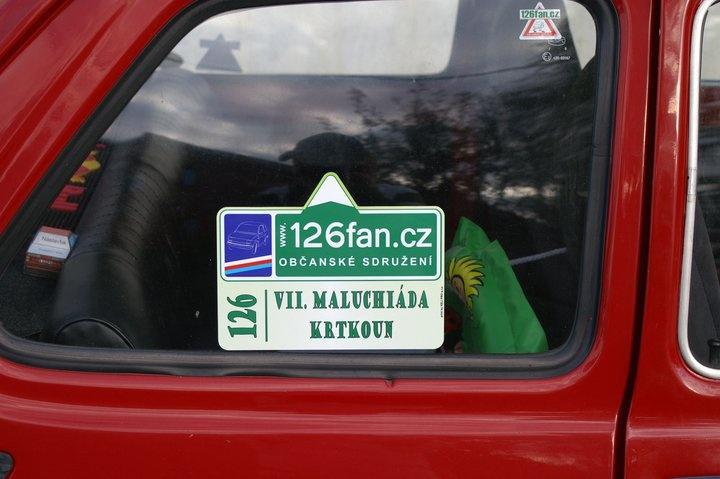 126fan.cz
www.126fan.cz
OBČANSKÉ SDRUŽENÍ
126
VII. MALUCHIÁDA
KRTKOUN